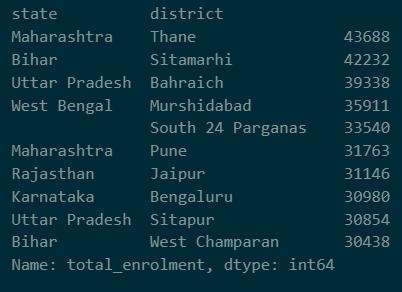 state          district
Maharashtra    Thane                43688
Bihar          Sitamarhi            42232
Uttar Pradesh  Bahraich             39338
West Bengal    Murshidabad          35911
               South 24 Parganas    33540
Maharashtra    Pune                 31763
Rajasthan      Jaipur               31146
Karnataka      Bengaluru            30980
Uttar Pradesh  Sitapur              30854
Bihar          West Champaran       30438
Name: total_enrolment, dtype: int64